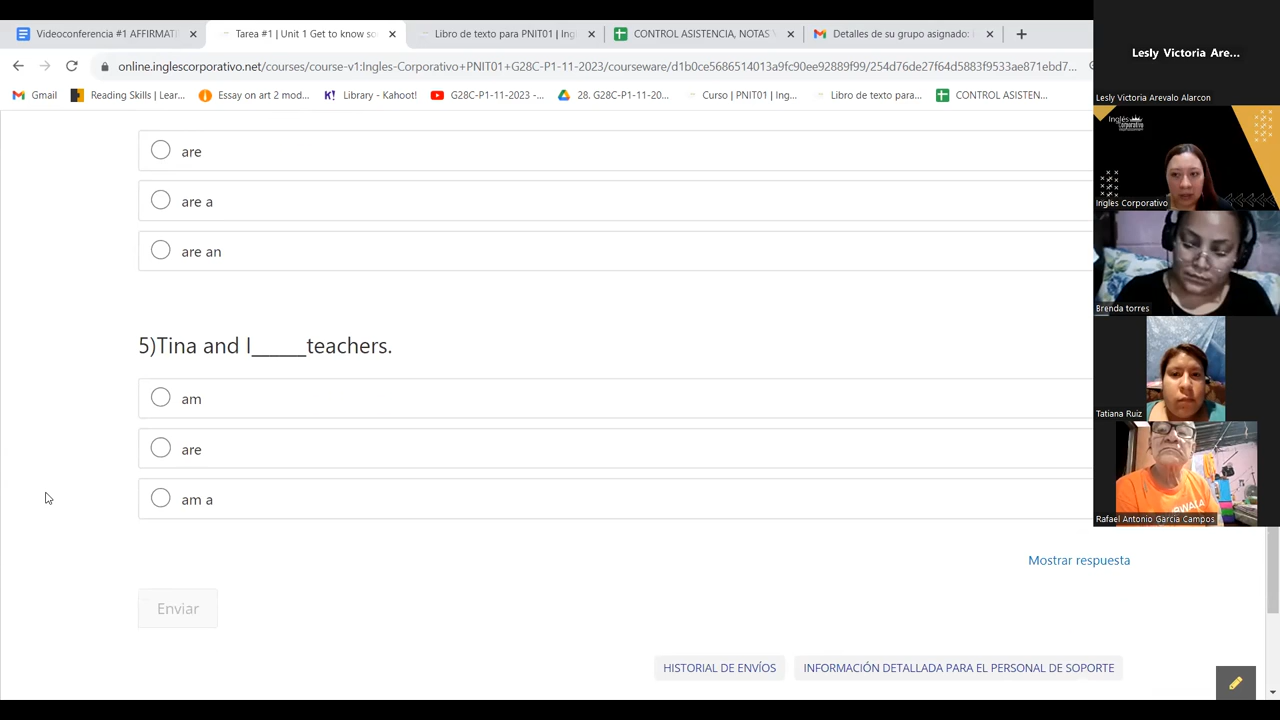 Videoconferencia #1 AFFIRMATI
Tarea #1 | Unit 1 Get to know so
Libro de texto para PNIT01 | Ingl
CONTROL ASISTENCIA, NOTAS
Detalles de su grupo asignado:
online.inglescorporativo.net/courses/course-v1:Ingles-Corporativo+PNIT01+G28C-P1-11-2023/courseware/d1b0ce5686514013a9fc90ee92889f99/254d76de27f64d5883f9533ae871ebd7...
Gmail
Reading Skills | Lear...
Essay on art 2 mod...
Library - Kahoot!
G28C-P1-11-2023 -...
28. G28C-P1-11-20...
Curso | PNIT01 | Ing...
Libro de texto para...
CONTROL ASISTEN...
are
are a
are an
5)Tina and I_____teachers.
am
are
am a
Mostrar respuesta
Enviar
HISTORIAL DE ENVÍOS
INFORMACIÓN DETALLADA PARA EL PERSONAL DE SOPORTE
Lesly Victoria Are...
Lesly Victoria Arevalo Alarcon
Inglés
Corporativo
Ingles Corporativo
Brenda torres
Tatiana Ruiz
Rafael Antonio Garcia Campos